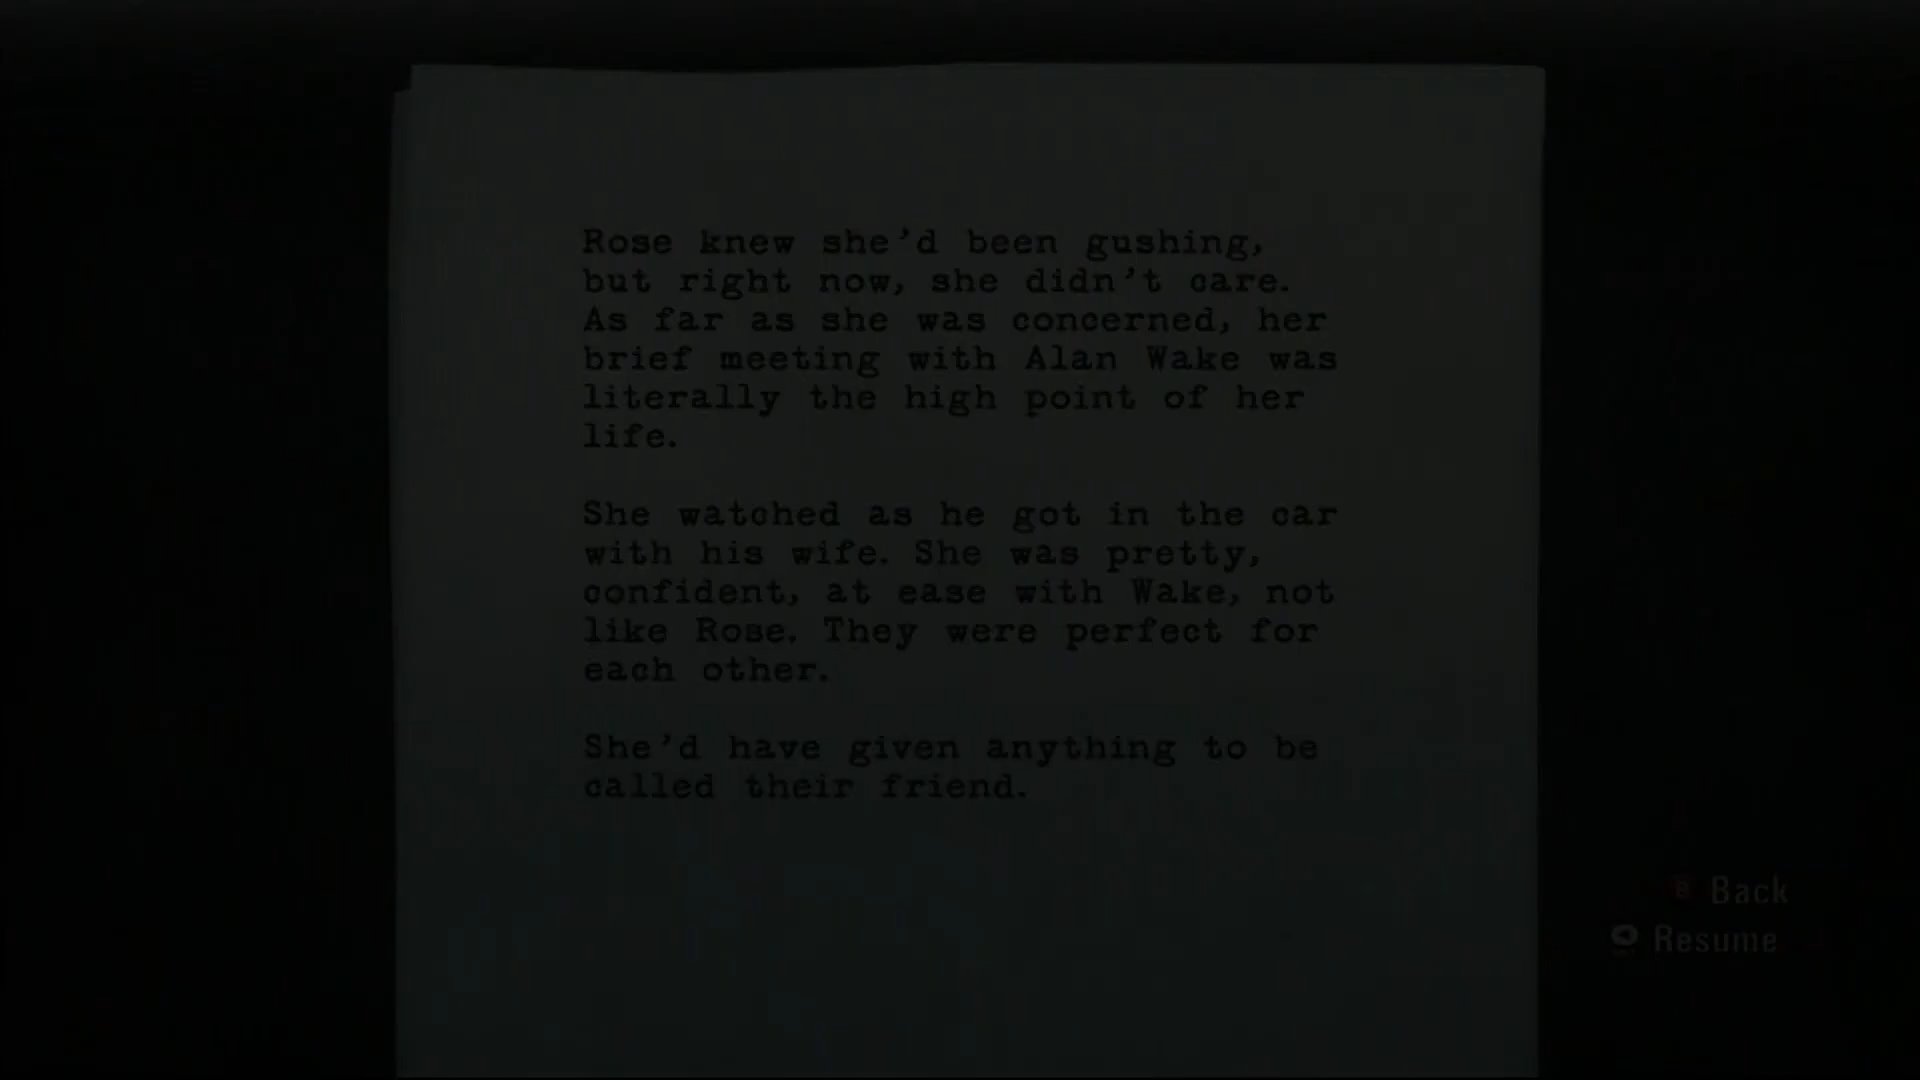 Rose knew she'd been gushing,
but right now, she didn't care.
As far as she was concerned, her
brief meeting with Alan Wake was
literally the high point of her
life.
She watched as he got in the car
with his wife. She was pretty,
confident, at ease with Wake, not
like Rose. They were perfect for
each other.
She'd have given anything to be
called their friend.
B Back
Resume